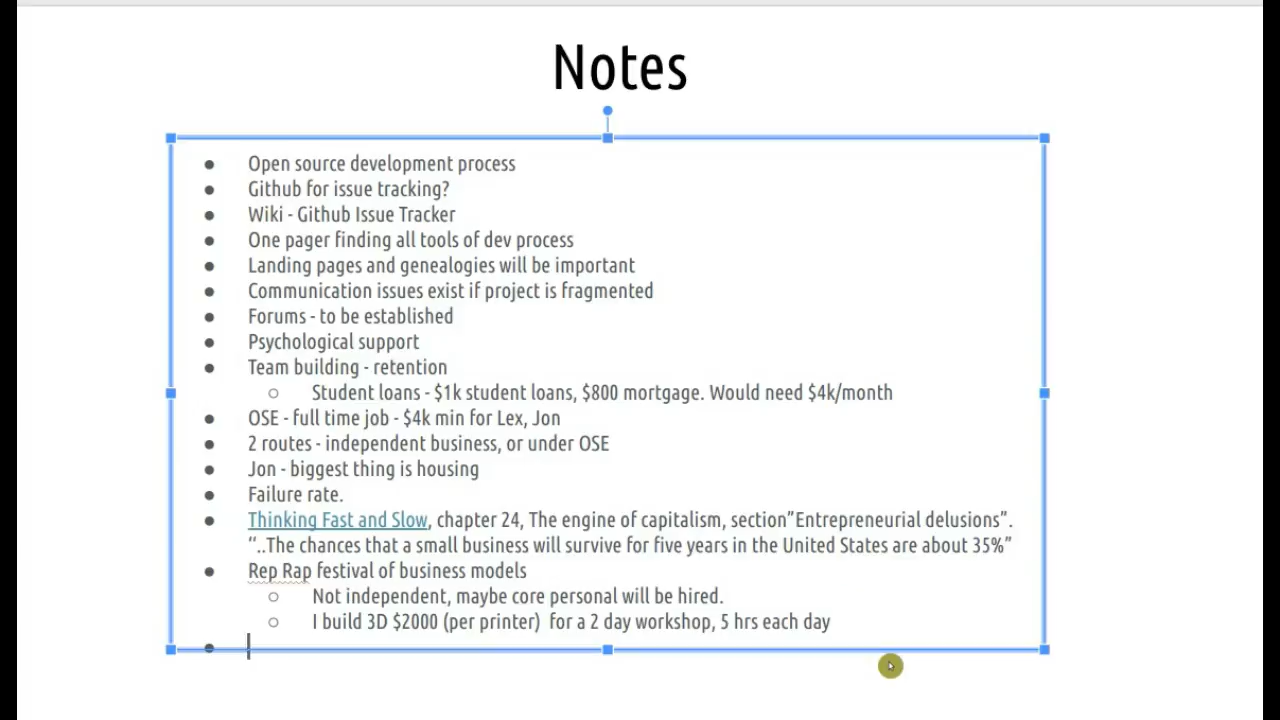 Notes
● Open source development process
● Github for issue tracking?
● Wiki - Github Issue Tracker
● One pager finding all tools of dev process
● Landing pages and genealogies will be important
● Communication issues exist if project is fragmented
● Forums - to be established
● Psychological support
● Team building - retention
○ Student loans - $1k student loans, $800 mortgage. Would need $4k/month
● OSE - full time job - $4k min for Lex, Jon
● 2 routes - independent business, or under OSE
● Jon - biggest thing is housing
● Failure rate.
● Thinking Fast and Slow, chapter 24, The engine of capitalism, section”Entrepreneurial delusions”.
“..The chances that a small business will survive for five years in the United States are about 35%”
● Rep Rap festival of business models
○ Not independent, maybe core personal will be hired.
○ I build 3D $2000 (per printer) for a 2 day workshop, 5 hrs each day
●